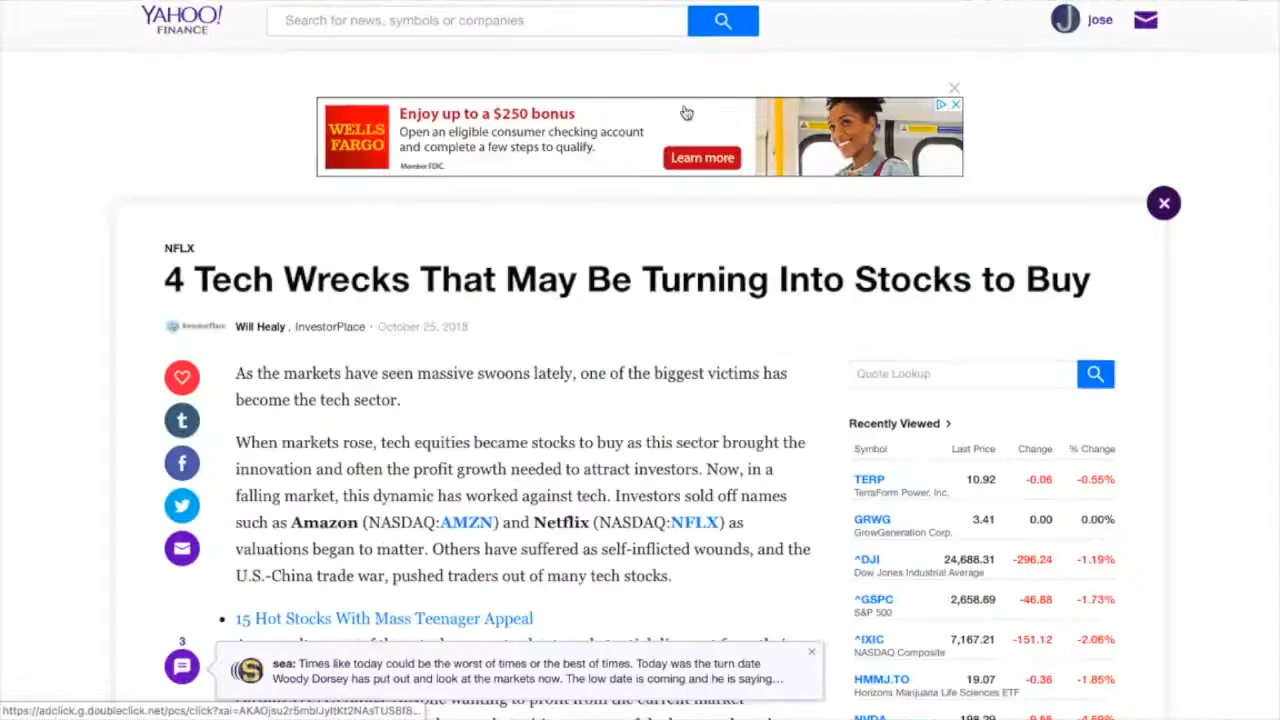 YAHOO!
FINANCE
Search for news, symbols or companies
jose
WELLS
FARGO
Enjoy up to a $250 bonus
Open an eligible consumer checking account
and complete a few steps to qualify.
Member FDIC.
Learn more
NFLX
4 Tech Wrecks That May Be Turning Into Stocks to Buy
InvestorPlace
Will Healy , InvestorPlace · October 25, 2018
As the markets have seen massive swoons lately, one of the biggest victims has
become the tech sector.
When markets rose, tech equities became stocks to buy as this sector brought the
innovation and often the profit growth needed to attract investors. Now, in a
falling market, this dynamic has worked against tech. Investors sold off names
such as Amazon (NASDAQ:AMZN) and Netflix (NASDAQ:NFLX) as
valuations began to matter. Others have suffered as self-inflicted wounds, and the
U.S.-China trade war, pushed traders out of many tech stocks.
• 15 Hot Stocks With Mass Teenager Appeal
3
sea: Times like today could be the worst of times or the best of times. Today was the turn date
Woody Dorsey has put out and look at the markets now. The low date is coming and he is saying...
Quote Lookup
Recently Viewed >
Symbol Last Price Change % Change
TERP 10.92 -0.06 -0.55%
TerraForm Power, Inc.
GRWG 3.41 0.00 0.00%
GrowGeneration Corp.
^DJI 24,688.31 -296.24 -1.19%
Dow Jones Industrial Average
^GSPC 2,658.69 -46.88 -1.73%
S&P 500
^IXIC 7,167.21 -151.12 -2.06%
NASDAQ Composite
HMMJ.TO 19.07 -0.36 -1.85%
Horizons Marijuana Life Sciences ETF
NVDA 198.29 -9.55 -4.59%